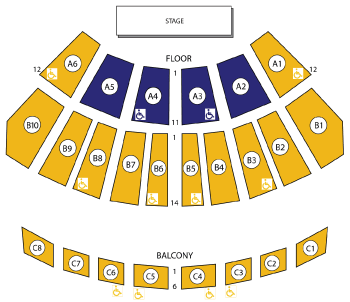 STAGE
FLOOR
12 A6 A5 A4 1 A3 A2 A1 12
11
B10 B9 B8 B7 B6 1 B5 B4 B3 B2 B1
14
BALCONY
C8 C7 C6 C5 1 C4 C3 C2 C1
6